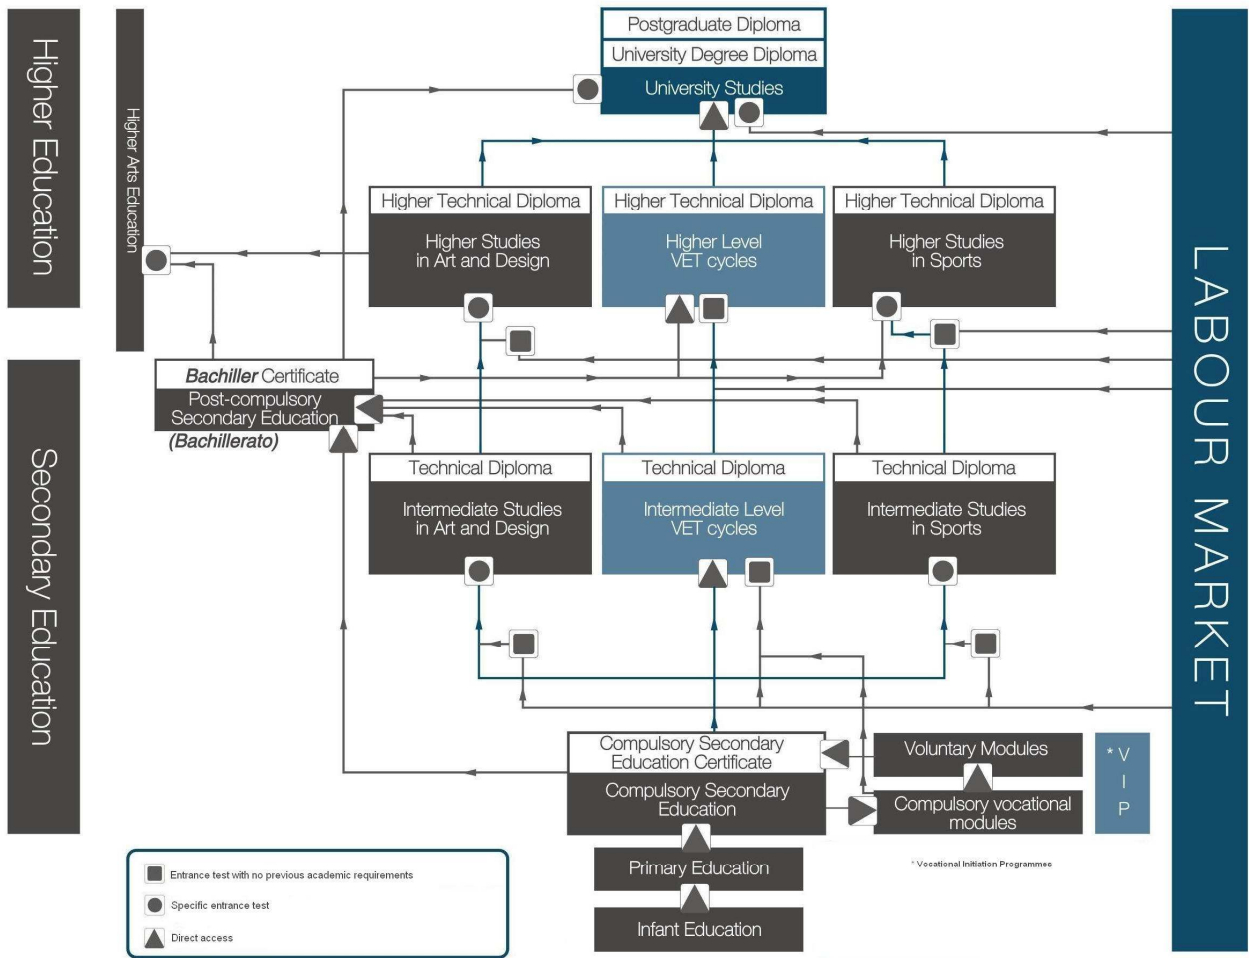 Higher Education
Higher Arts Education
Postgraduate Diploma
University Degree Diploma
University Studies
Higher Technical Diploma
Higher Studies
in Art and Design
Higher Technical Diploma
Higher Level
VET cycles
Higher Technical Diploma
Higher Studies
in Sports
LABOUR MARKET
Secondary Education
Bachiller Certificate
Post-compulsory
Secondary Education
(Bachillerato)
Technical Diploma
Intermediate Studies
in Art and Design
Technical Diploma
Intermediate Level
VET cycles
Technical Diploma
Intermediate Studies
in Sports
Compulsory Secondary
Education Certificate
Compulsory Secondary
Education
Voluntary Modules
Compulsory vocational
modules
* V
I
P
Primary Education
Infant Education
* Vocational Initiation Programmes
Entrance test with no previous academic requirements
Specific entrance test
Direct access